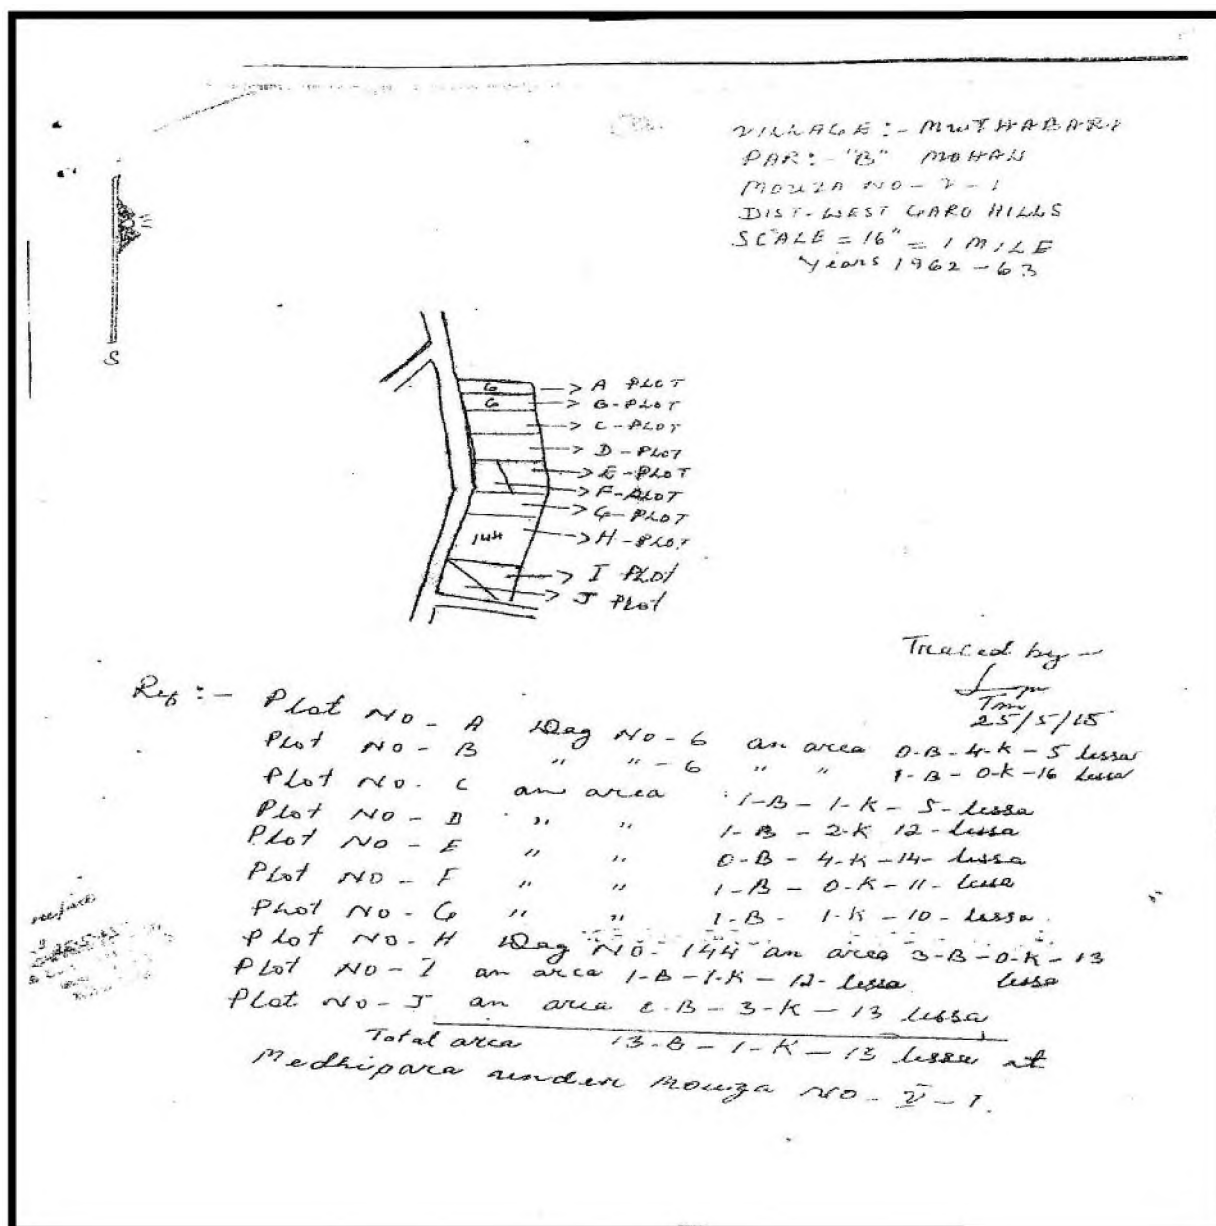 VILLAGE :- MWTHABARI
PAR :- "B" MOHAN
MOUZA NO - V - 1
DIST - WEST GARO HILLS
SCALE = 16" = 1 MILE
Years 1962 - 63
S
6 → A PLOT
6 → B - PLOT
→ C - PLOT
→ D - PLOT
→ E - PLOT
→ F - PLOT
→ G - PLOT
144 → H - PLOT
→ I PLOT
→ J PLOT
Traced by -
25/5/15
Ref :- Plot NO - A Dag NO - 6 an area 0-B-4-K-5 lessa
Plot NO - B " " - 6 " " 1-B-0-K-16 lessa
Plot NO - C an area 1-B-1-K-5-lessa
Plot NO - D " " 1-B-2-K 12-lessa
Plot NO - E " " 0-B-4-K-14-lessa
Plot NO - F " " 1-B-0-K-11-lessa
Plot NO - G " " 1-B-1-K-10-lessa
Plot NO - H Dag NO - 144 an area 3-B-0-K-13 lessa
Plot NO - I an area 1-B-1-K-12-lessa
Plot NO - J an area B-3-K-13 lessa
Total area 13-B-1-K-13 lessa at
Medhipara under Mouza NO - V - 1.